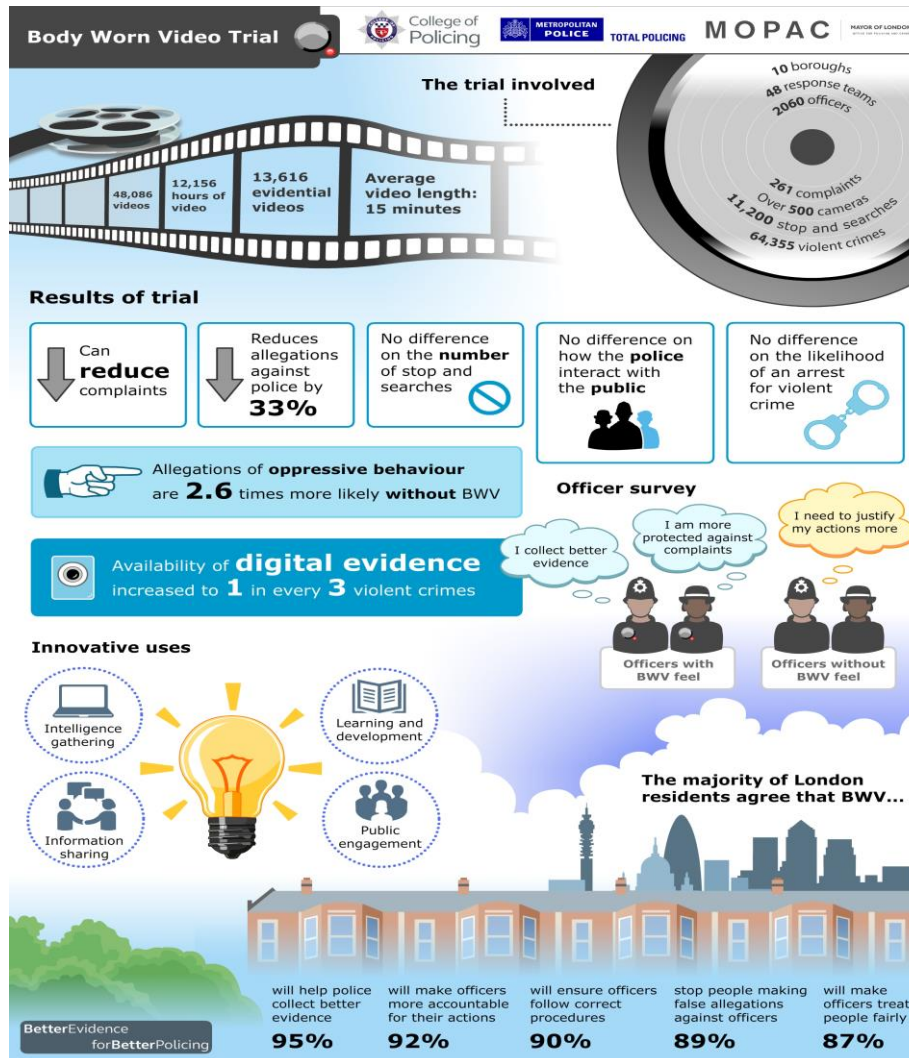 Body Worn Video Trial
College of
Policing
METROPOLITAN
POLICE
TOTAL POLICING
MOPAC
MAYOR OF LONDON
The trial involved
10 boroughs
48 response teams
2060 officers
261 complaints
Over 500 cameras
11,200 stop and searches
64,355 violent crimes
48,086
videos
12,156
hours of
video
13,616
evidential
videos
Average
video length:
15 minutes
Results of trial
Can
reduce
complaints
Reduces
allegations
against
police by
33%
No difference
on the number
of stop and
searches
No difference on
how the police
interact with
the public
No difference
on the likelihood
of an arrest
for violent
crime
Allegations of oppressive behaviour
are 2.6 times more likely without BWV
Availability of digital evidence
increased to 1 in every 3 violent crimes
Officer survey
I collect better
evidence
I am more
protected against
complaints
I need to justify
my actions more
Officers with
BWV feel
Officers without
BWV feel
Innovative uses
Intelligence
gathering
Learning and
development
Information
sharing
Public
engagement
The majority of London
residents agree that BWV...
will help police
collect better
evidence
95%
will make officers
more accountable
for their actions
92%
will ensure officers
follow correct
procedures
90%
stop people making
false allegations
against officers
89%
will make
officers treat
people fairly
87%
BetterEvidence
forBetterPolicing